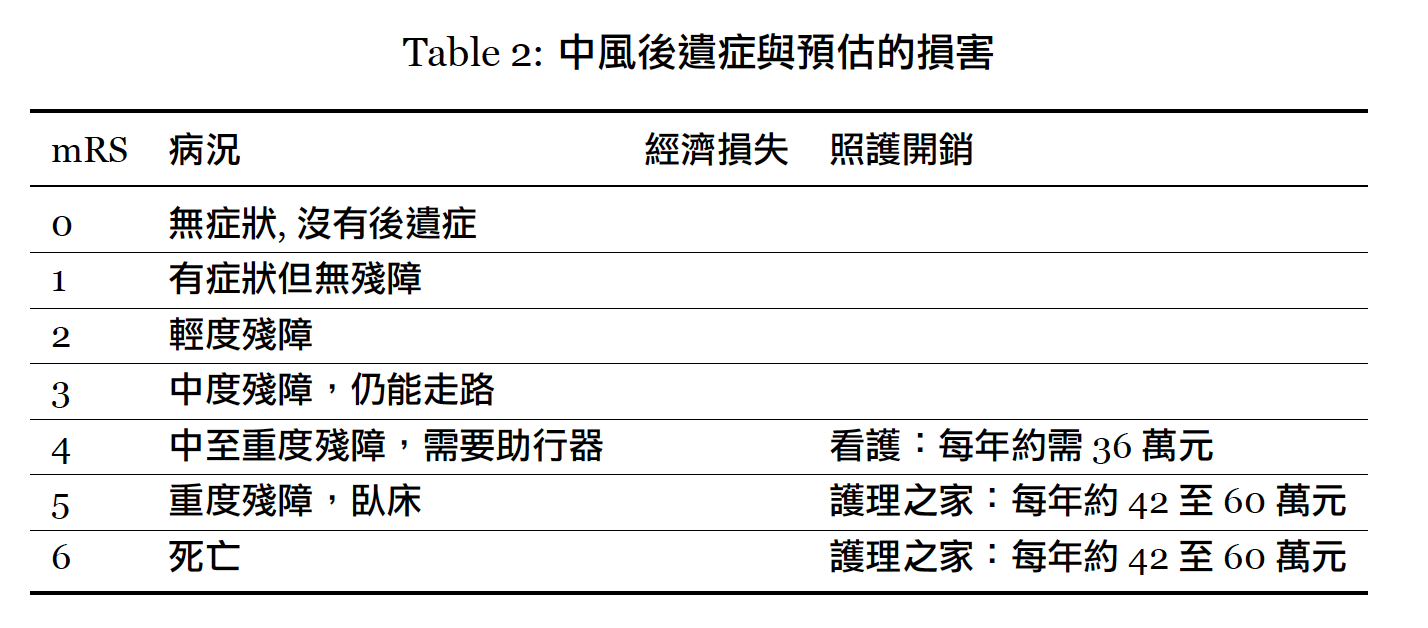 Table 2: 中風後遺症與預估的損害
mRS 病況 經濟損失 照護開銷
0 無症狀, 沒有後遺症
1 有症狀但無殘障
2 輕度殘障
3 中度殘障，仍能走路
4 中至重度殘障，需要助行器 看護：每年約需 36 萬元
5 重度殘障，臥床 護理之家：每年約 42 至 60 萬元
6 死亡 護理之家：每年約 42 至 60 萬元